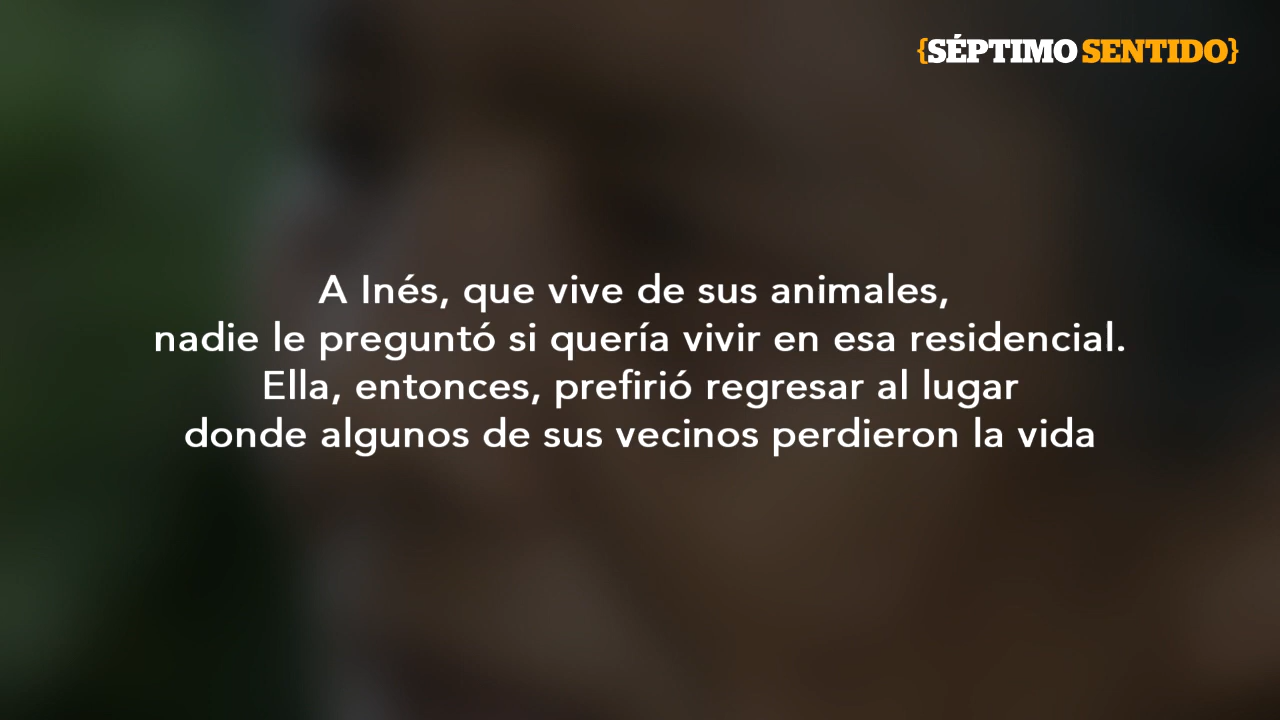 {SÉPTIMO SENTIDO}
A Inés, que vive de sus animales,
nadie le preguntó si quería vivir en esa residencial.
Ella, entonces, prefirió regresar al lugar
donde algunos de sus vecinos perdieron la vida